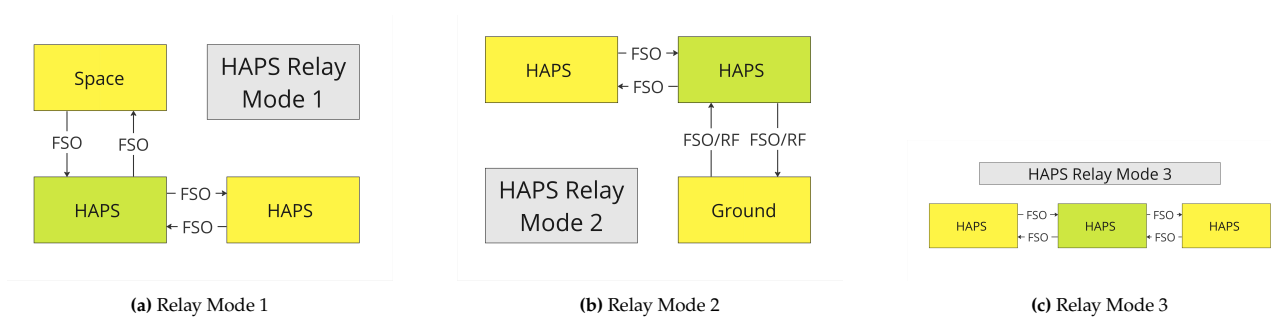 Space
HAPS Relay
Mode 1
FSO
FSO
HAPS
FSO
FSO
HAPS
(a) Relay Mode 1
HAPS
FSO
FSO
HAPS
FSO/RF
FSO/RF
HAPS Relay
Mode 2
Ground
(b) Relay Mode 2
HAPS Relay Mode 3
HAPS
FSO
FSO
HAPS
FSO
FSO
HAPS
(c) Relay Mode 3